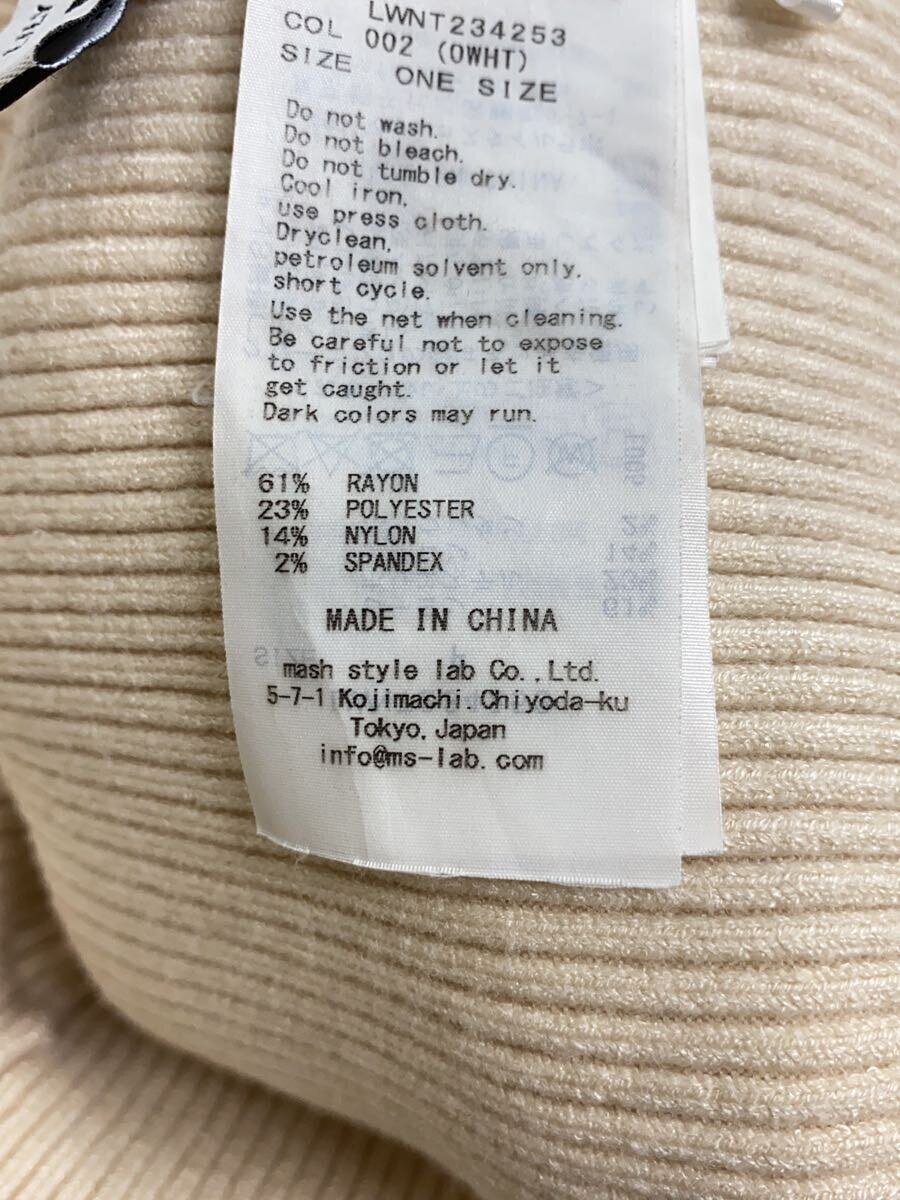 LILY
LWNT234253
COL 002 (OWHT)
SIZE ONE SIZE
Do not wash.
Do not bleach.
Do not tumble dry.
Cool iron,
use press cloth.
Dryclean,
petroleum solvent only,
short cycle.
Use the net when cleaning.
Be careful not to expose
to friction or let it
get caught.
Dark colors may run.
61% RAYON
23% POLYESTER
14% NYLON
2% SPANDEX
MADE IN CHINA
mash style lab Co.,Ltd.
5-7-1 Kojimachi.Chiyoda-ku
Tokyo,Japan
info@ms-lab.com